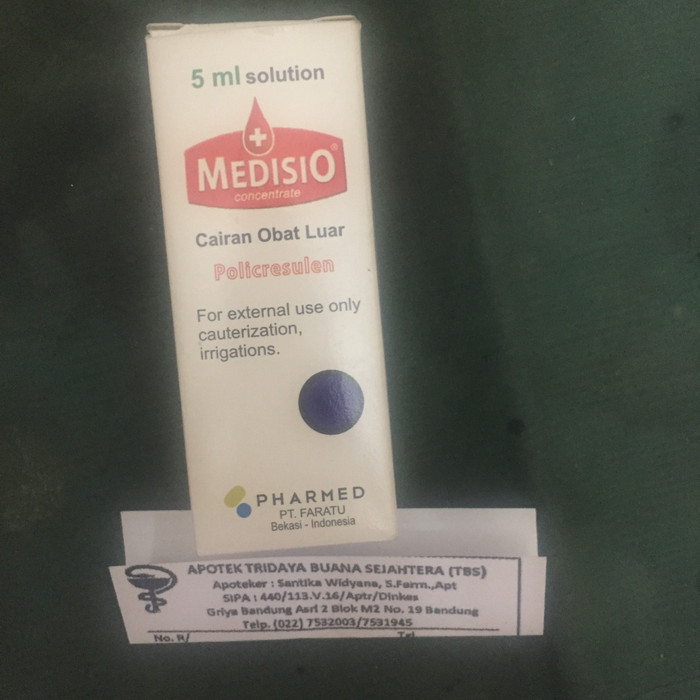 5 ml solution
MEDISIO®
concentrate
Cairan Obat Luar
Policresulen
For external use only
cauterization,
irrigations.
PHARMED
PT. FARATU
Bekasi - Indonesia
APOTEK TRIDAYA BUANA SEJAHTERA (TBS)
Apoteker : Santika Widyana, S.Farm.,Apt
SIPA : 440/113.V.16/Aptr/Dinkes
Griya Bandung Asri 2 Blok M2 No. 19 Bandung
Telp. (022) 7532003/7531945
No. R/ Tgl